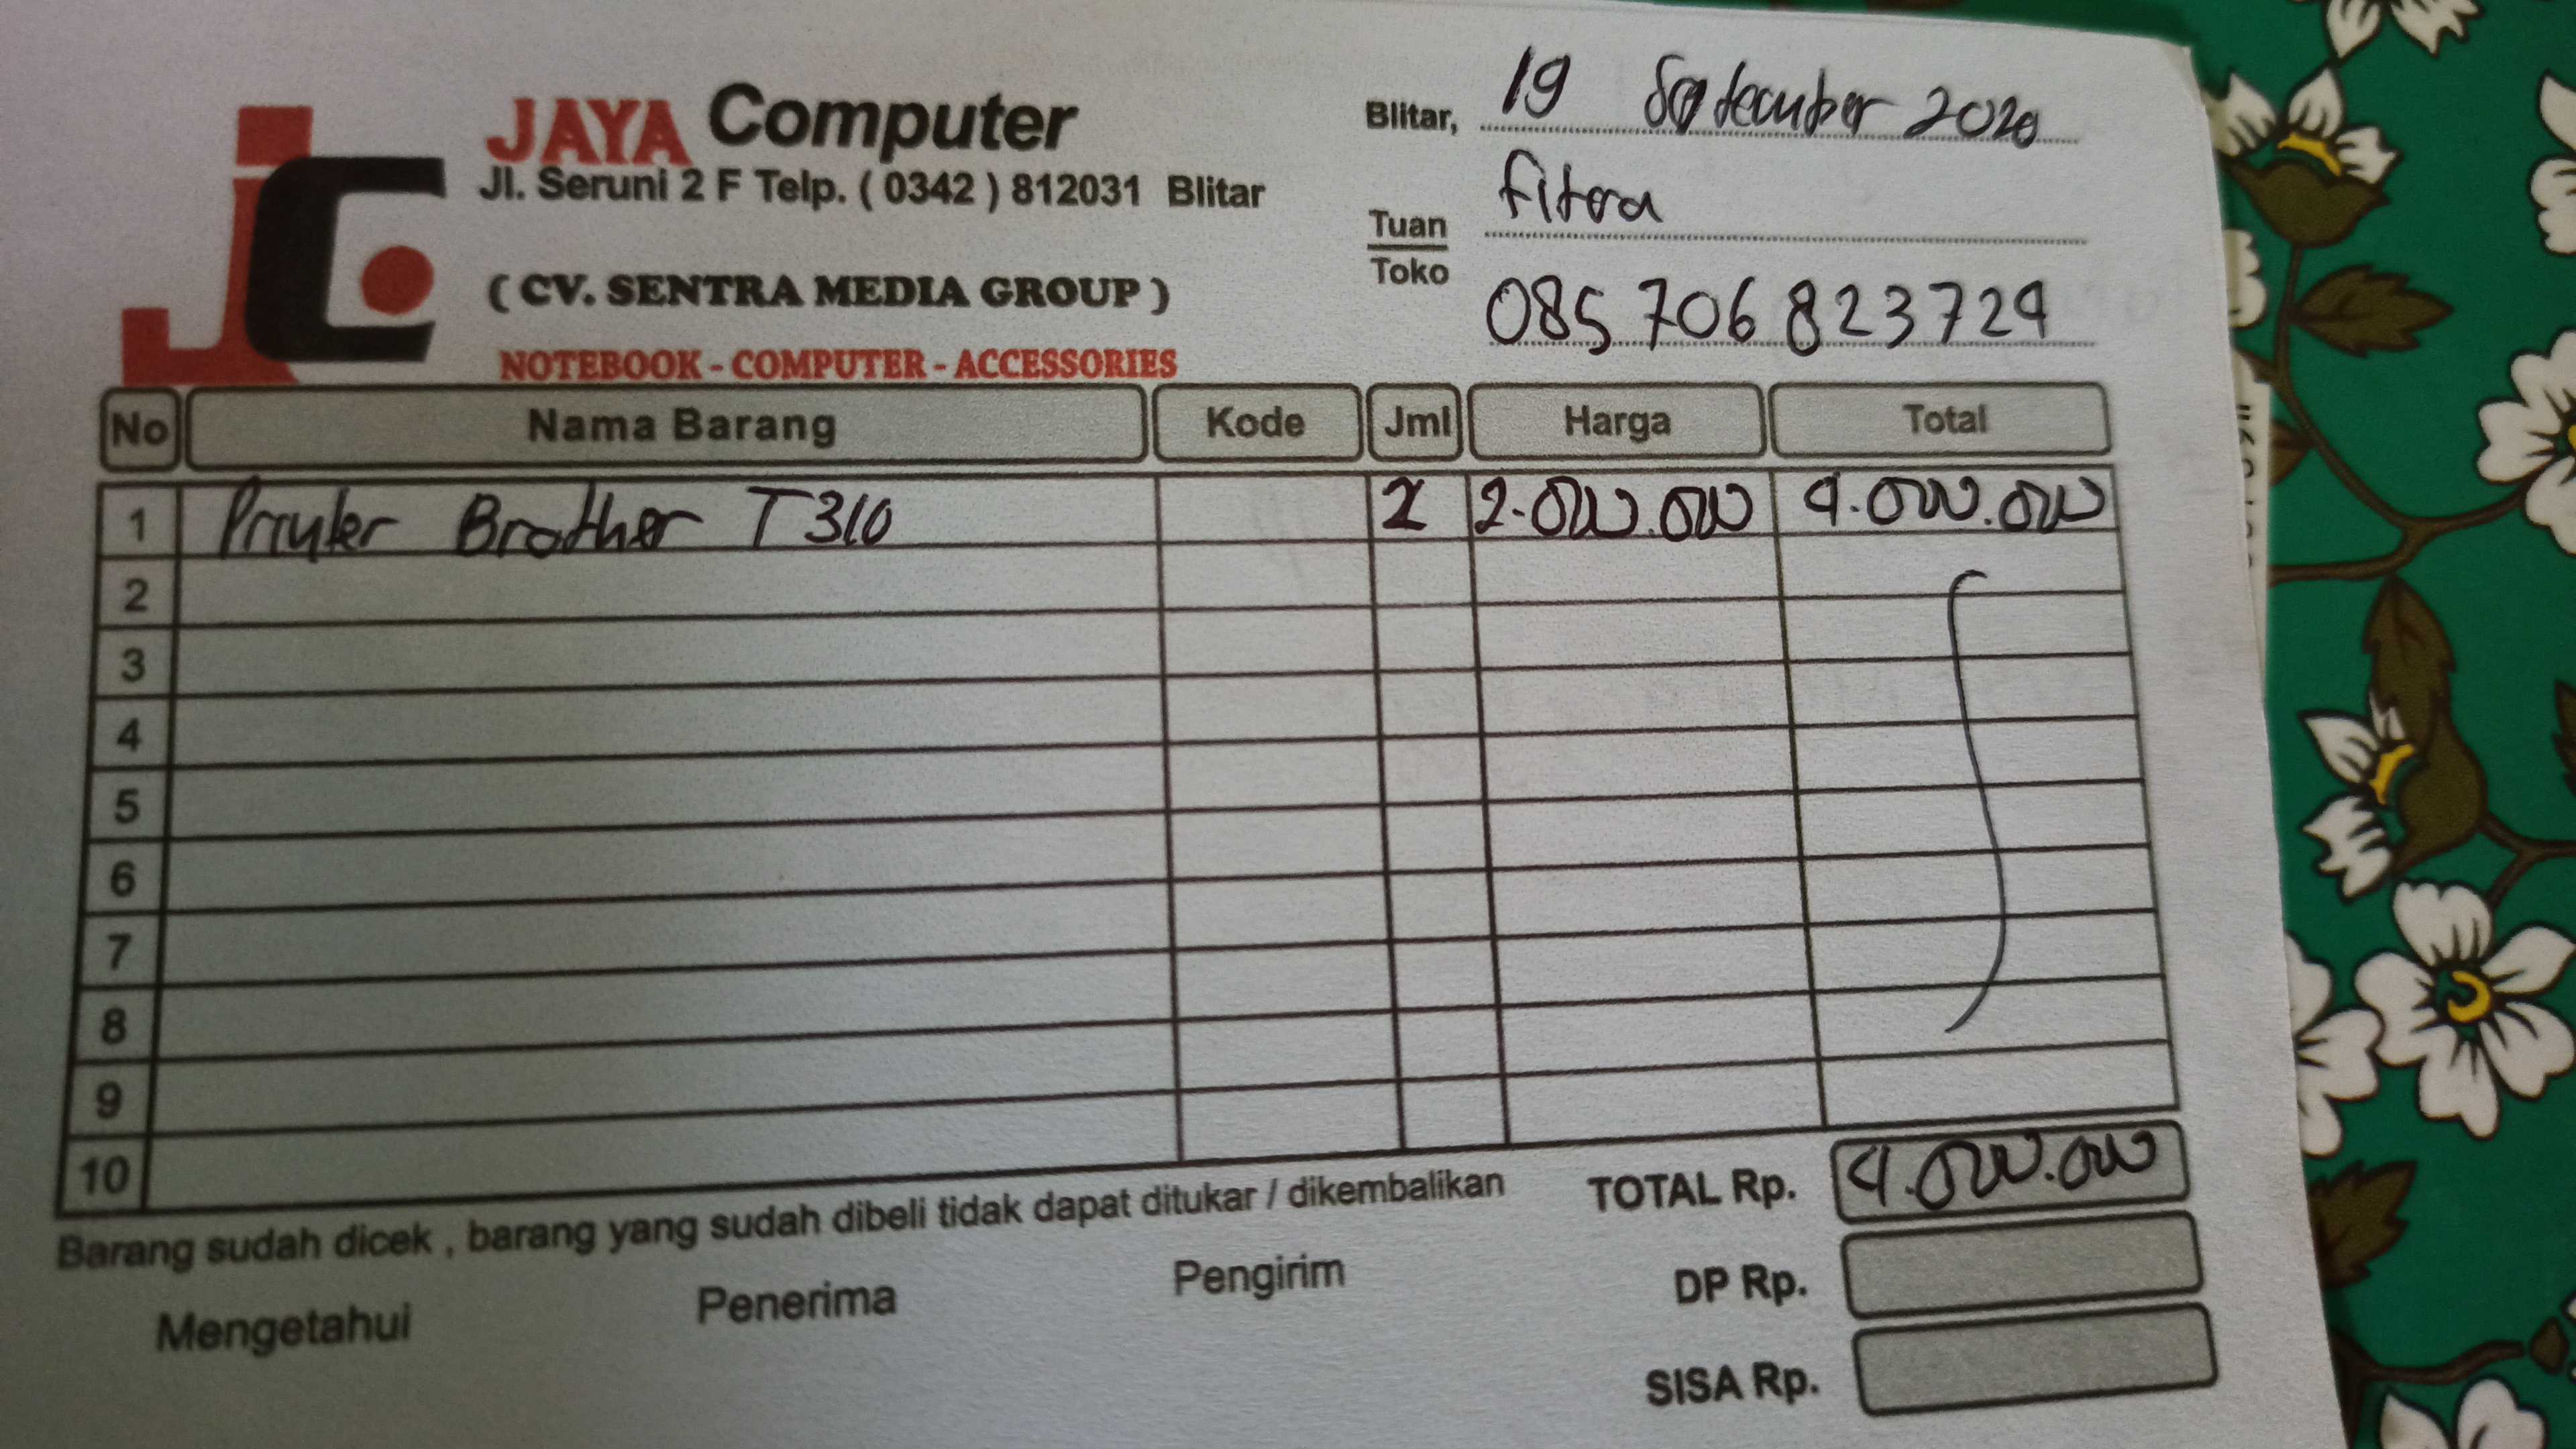 JAYA Computer
Jl. Seruni 2 F Telp. ( 0342 ) 812031 Blitar
( CV. SENTRA MEDIA GROUP )
NOTEBOOK - COMPUTER - ACCESSORIES
Blitar, 19 September 2020
Tuan Fitera
Toko
085706823729
No Nama Barang Kode Jml Harga Total
1 Printer Brother T310 2 2.000.000 4.000.000
2
3
4
5
6
7
8
9
10
Barang sudah dicek , barang yang sudah dibeli tidak dapat ditukar / dikembalikan
TOTAL Rp. 4.000.000
Mengetahui Penerima Pengirim
DP Rp.
SISA Rp.